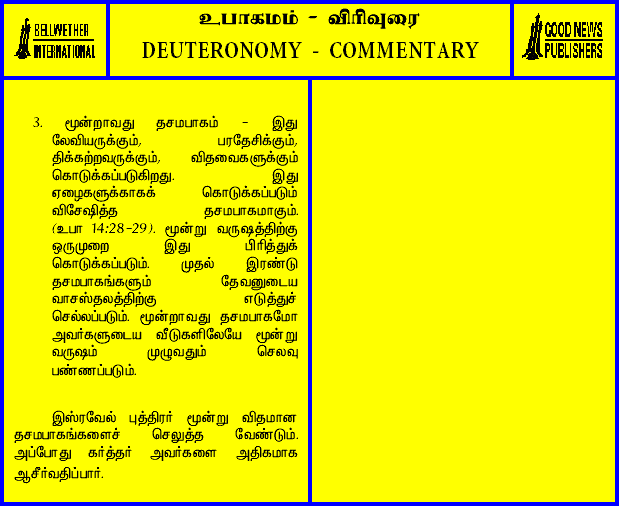 BELLWETHER
INTERNATIONAL
உபாகமம் - விரிவுரை
DEUTERONOMY - COMMENTARY
GOOD NEWS
PUBLISHERS
3. மூன்றாவது தசமபாகம் - இது
லேவியருக்கும், பரதேசிக்கும்,
திக்கற்றவருக்கும், விதவைகளுக்கும்
கொடுக்கப்படுகிறது. இது
ஏழைகளுக்காகக் கொடுக்கப்படும்
விசேஷித்த தசமபாகமாகும்.
(உபா 14:28-29). மூன்று வருஷத்திற்கு
ஒருமுறை இது பிரித்துக்
கொடுக்கப்படும். முதல் இரண்டு
தசமபாகங்களும் தேவனுடைய
வாசஸ்தலத்திற்கு எடுத்துச்
செல்லப்படும். மூன்றாவது தசமபாகமோ
அவர்களுடைய வீடுகளிலேயே மூன்று
வருஷம் முழுவதும் செலவு
பண்ணப்படும்.
இஸ்ரவேல் புத்திரர் மூன்று விதமான
தசமபாகங்களைச் செலுத்த வேண்டும்.
அப்போது கர்த்தர் அவர்களை அதிகமாக
ஆசீர்வதிப்பார்.